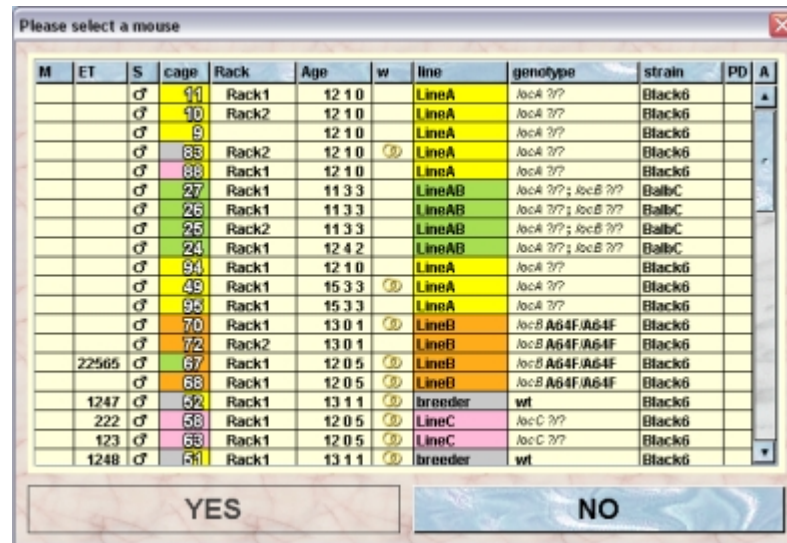 Please select a mouse
M ET S cage Rack Age w line genotype strain PD A
♂ 11 Rack1 12 1 0 LineA locA ?/? Black6
♂ 10 Rack2 12 1 0 LineA locA ?/? Black6
♂ 9 12 1 0 LineA locA ?/? Black6
♂ 83 Rack2 12 1 0 LineA locA ?/? Black6
♂ 88 Rack1 12 1 0 LineA locA ?/? Black6
♂ 27 Rack1 11 3 3 LineAB locA ?/? ; locB ?/? BalbC
♂ 26 Rack1 11 3 3 LineAB locA ?/? ; locB ?/? BalbC
♂ 25 Rack2 11 3 3 LineAB locA ?/? ; locB ?/? BalbC
♂ 24 Rack1 12 4 2 LineAB locA ?/? ; locB ?/? BalbC
♂ 94 Rack1 12 1 0 LineA locA ?/? Black6
♂ 49 Rack1 15 3 3 LineA locA ?/? Black6
♂ 95 Rack1 15 3 3 LineA locA ?/? Black6
♂ 70 Rack1 13 0 1 LineB locB A64F/A64F Black6
♂ 72 Rack2 13 0 1 LineB locB A64F/A64F Black6
22565 ♂ 67 Rack1 12 0 5 LineB locB A64F/A64F Black6
♂ 68 Rack1 12 0 5 LineB locB A64F/A64F Black6
1247 ♂ 52 Rack1 13 1 1 breeder wt Black6
222 ♂ 58 Rack1 12 0 5 LineC locC ?/? Black6
123 ♂ 63 Rack1 12 0 5 LineC locC ?/? Black6
1248 ♂ 51 Rack1 13 1 1 breeder wt Black6
YES NO